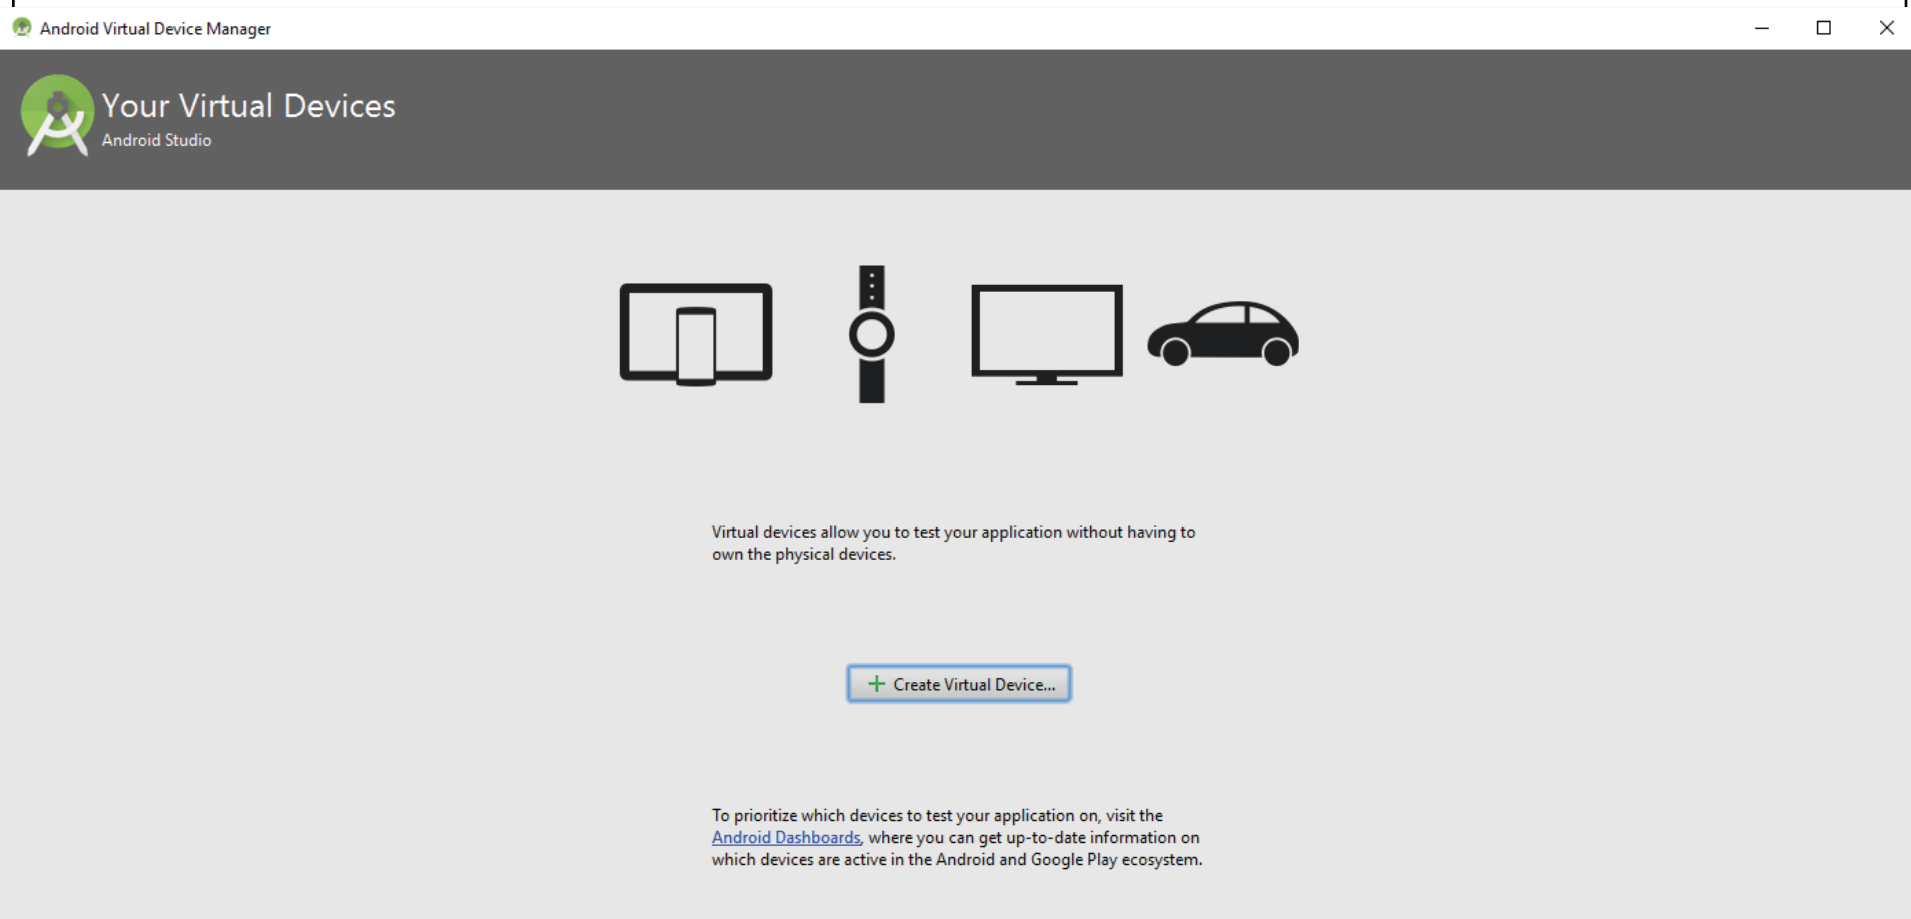 Android Virtual Device Manager
Your Virtual Devices
Android Studio
Virtual devices allow you to test your application without having to
own the physical devices.
Create Virtual Device...
To prioritize which devices to test your application on, visit the
Android Dashboards, where you can get up-to-date information on
which devices are active in the Android and Google Play ecosystem.